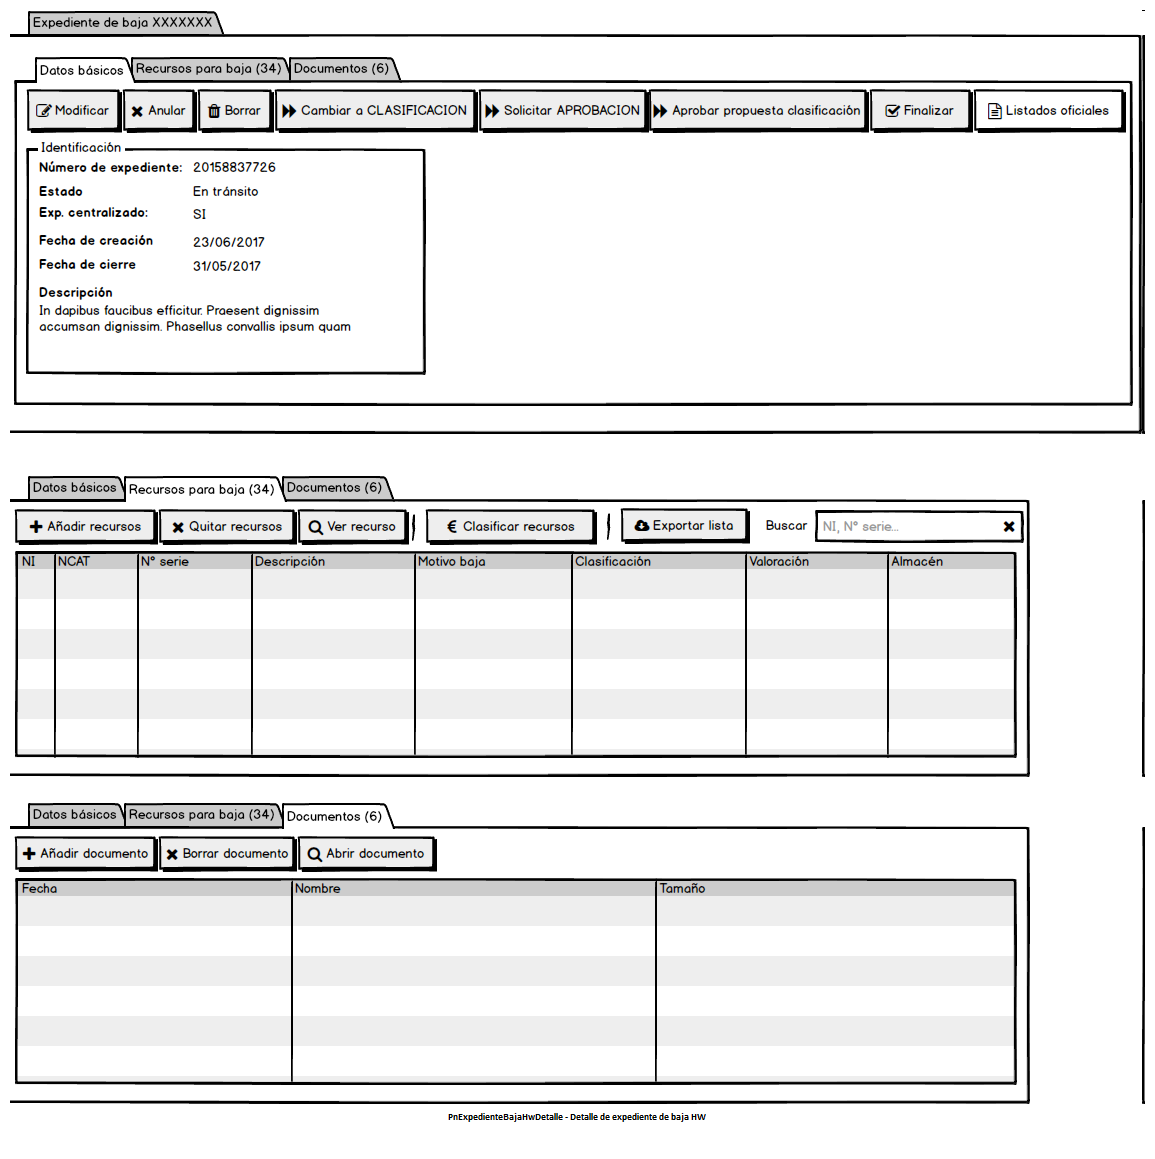 Expediente de baja XXXXXXX
Datos básicos Recursos para baja (34) Documentos (6)
Modificar Anular Borrar Cambiar a CLASIFICACION Solicitar APROBACION Aprobar propuesta clasificación Finalizar Listados oficiales
Identificación
Número de expediente: 20158837726
Estado En tránsito
Exp. centralizado: SI
Fecha de creación 23/06/2017
Fecha de cierre 31/05/2017
Descripción
In dapibus faucibus efficitur. Praesent dignissim
accumsan dignissim. Phasellus convallis ipsum quam
Datos básicos Recursos para baja (34) Documentos (6)
Añadir recursos Quitar recursos Ver recurso € Clasificar recursos Exportar lista Buscar NI, Nº serie...
NI NCAT Nº serie Descripción Motivo baja Clasificación Valoración Almacén
Datos básicos Recursos para baja (34) Documentos (6)
Añadir documento Borrar documento Abrir documento
Fecha Nombre Tamaño
PnExpedienteBajaHwDetalle - Detalle de expediente de baja HW